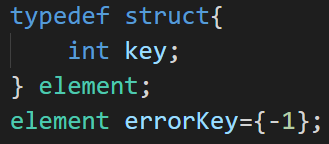 typedef struct{
    int key;
} element;
element errorKey={-1};